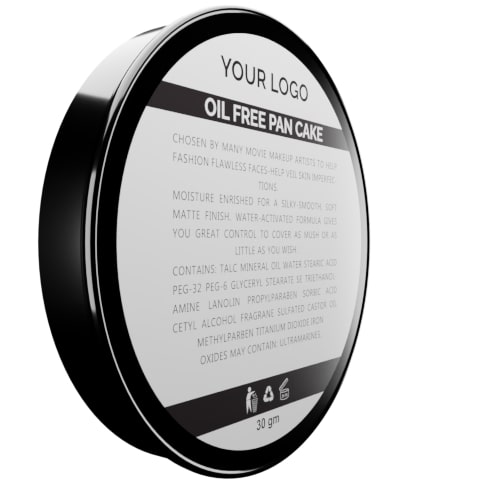 YOUR LOGO
OIL FREE PAN CAKE
CHOSEN BY MANY MOVIE MAKEUP ARTISTS TO HELP
FASHION FLAWLESS FACES-HELP VEIL SKIN IMPERFEC
TIONS.
MOISTURE ENRISHED FOR A SILKY-SMOOTH, SOFT
MATTE FINISH. WATER-ACTIVATED FORMULA GIVES
YOU GREAT CONTROL TO COVER AS MUSH OR AS
LITTLE AS YOU WISH.
CONTAINS: TALC MINERAL OIL WATER STEARIC ACID
PEG-32 PEG-6 GLYCERYL STEARATE SE TREETHANOL
AMINE LANOLIN PROPYLPARABEN SORBIC ACID
CETYL ALCOHOL FRAGRANE SULFATED CASTOR OIL
METHYLPARBEN TITANIUM DIOXIDE.IRON
OXIDES MAY CONTAIN: ULTRAMARINES.
30 gm